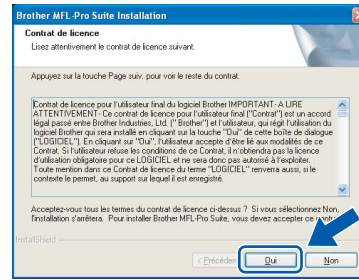 Brother MFL-Pro Suite Installation
Contrat de licence
Lisez attentivement le contrat de licence suivant.
Appuyez sur la touche Page suiv. pour voir le reste du contrat.
Contrat de licence pour l'utilisateur final du logiciel Brother IMPORTANT- A LIRE
ATTENTIVEMENT- Ce contrat de licence pour l'utilisateur final ("Contrat") est un accord
légal passé entre Brother Industries, Ltd. ("Brother") et l'utilisateur, qui régit l'utilisation du
logiciel Brother qui sera installé en cliquant sur la touche "Oui" de cette boîte de dialogue
("LOGICIEL"). En cliquant sur "Oui", l'utilisateur accepte d'être lié aux modalités de ce
Contrat. Si l'utilisateur refuse les conditions de ce Contrat, il n'obtendra pas la licence
d'utilisation obligatoire pour ce LOGICIEL et ne sera donc pas autorisé à l'exploiter.
Toute mention dans ce Contrat de licence du terme "LOGICIEL" renverra aussi, si le
contexte le permet, au support sur lequel il est enregistré.
Acceptez-vous tous les termes du contrat de licence ci-dessus ? Si vous sélectionnez Non,
l'installation s'arrêtera. Pour installer Brother MFL-Pro Suite, vous devez accepter ce
InstallShield
< Précéden Oui Non